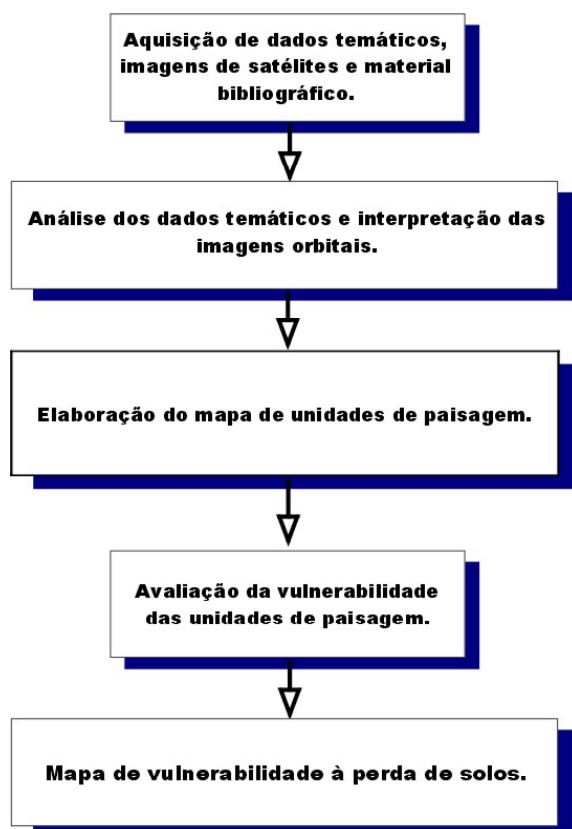 Aquisição de dados temáticos,
imagens de satélites e material
bibliográfico.
Análise dos dados temáticos e interpretação das
imagens orbitais.
Elaboração do mapa de unidades de paisagem.
Avaliação da vulnerabilidade
das unidades de paisagem.
Mapa de vulnerabilidade à perda de solos.